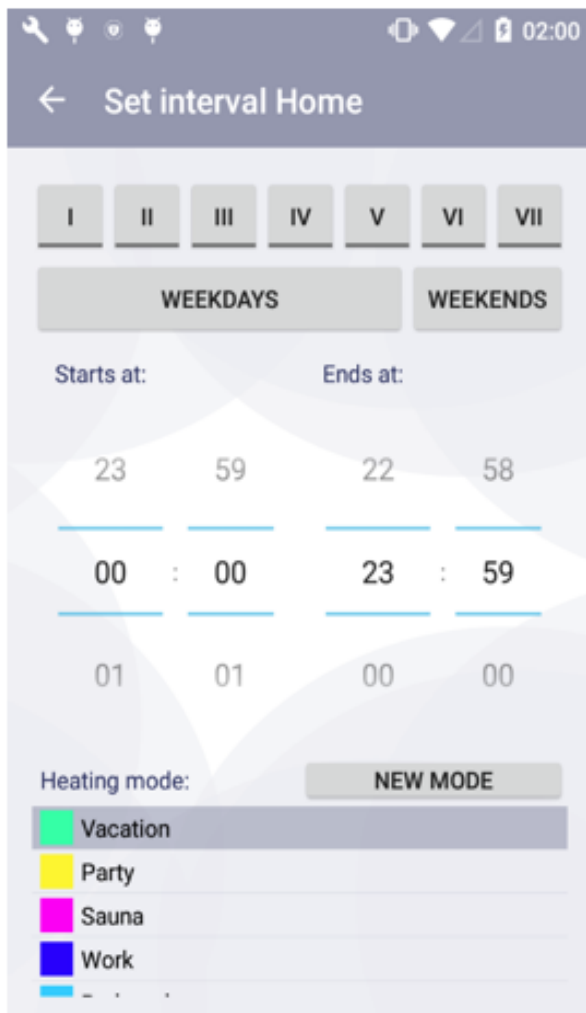 02:00
Set interval Home
I II III IV V VI VII
WEEKDAYS WEEKENDS
Starts at: Ends at:
23 59 22 58
00 : 00 23 : 59
01 01 00 00
Heating mode: NEW MODE
Vacation
Party
Sauna
Work